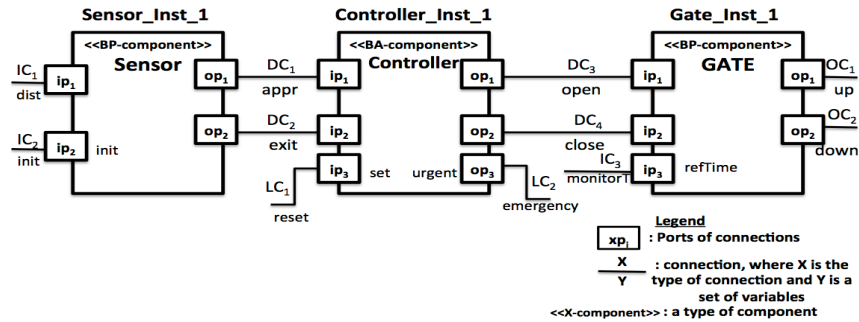 Sensor_Inst_1
Controller_Inst_1
Gate_Inst_1
<<BP-component>>
Sensor
<<BA-component>>
Controller
<<BP-component>>
GATE
IC1
ip1
dist
op1
DC1
appr
ip1
op1
DC3
open
ip1
op1
OC1
up
IC2
ip2
init
init
op2
DC2
exit
ip2
op2
DC4
close
ip2
op2
OC2
down
LC1
reset
ip3
set
urgent
op3
LC2
emergency
IC3
monitorT
ip3
refTime
Legend
xpi
: Ports of connections
X
Y
: connection, where X is the
type of connection and Y is a
set of variables
<<X-component>> : a type of component